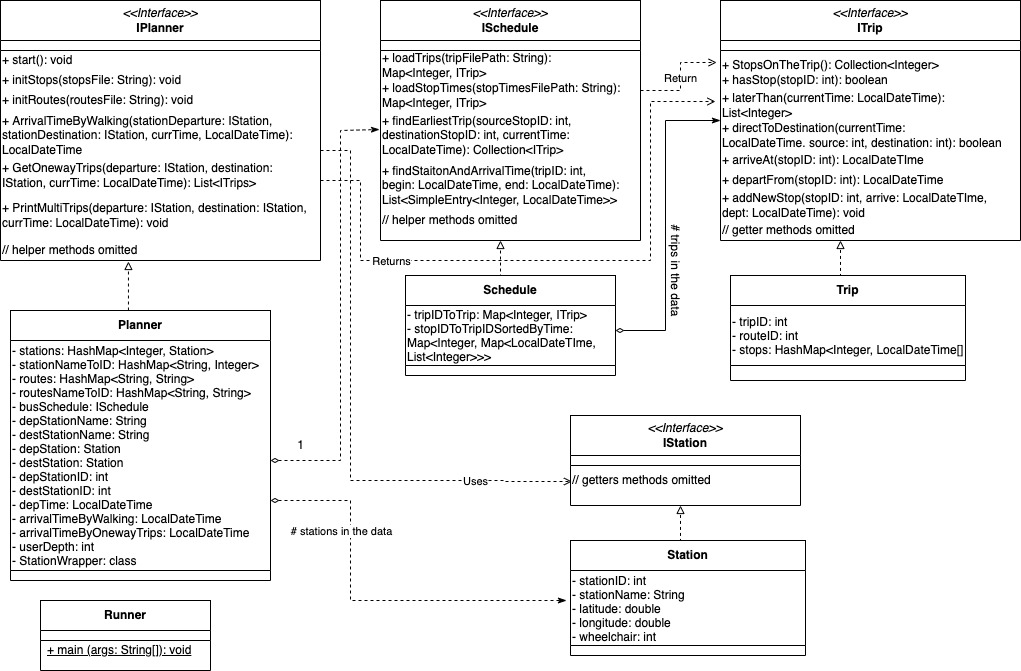 <<Interface>>
IPlanner
+ start(): void
+ initStops(stopsFile: String): void
+ initRoutes(routesFile: String): void
+ ArrivalTimeByWalking(stationDeparture: IStation,
stationDestination: IStation, currTime, LocalDateTime):
LocalDateTime
+ GetOnewayTrips(departure: IStation, destination:
IStation, currTime: LocalDateTime): List<ITrips>
+ PrintMultiTrips(departure: IStation, destination: IStation,
currTime: LocalDateTime): void
// helper methods omitted
<<Interface>>
ISchedule
+ loadTrips(tripFilePath: String):
Map<Integer, ITrip>
+ loadStopTimes(stopTimesFilePath: String):
Map<Integer, ITrip>
+ findEarliestTrip(sourceStopID: int,
destinationStopID: int, currentTime:
LocalDateTime): Collection<ITrip>
+ findStaitonAndArrivalTime(tripID: int,
begin: LocalDateTime, end: LocalDateTime):
List<SimpleEntry<Integer, LocalDateTime>>
// helper methods omitted
<<Interface>>
ITrip
+ StopsOnTheTrip(): Collection<Integer>
+ hasStop(stopID: int): boolean
+ laterThan(currentTime: LocalDateTime):
List<Integer>
+ directToDestination(currentTime:
LocalDateTime. source: int, destination: int): boolean
+ arriveAt(stopID: int): LocalDateTIme
+ departFrom(stopID: int): LocalDateTime
+ addNewStop(stopID: int, arrive: LocalDateTIme,
dept: LocalDateTime): void
// getter methods omitted
Return
Returns
# trips in the data
Schedule
- tripIDToTrip: Map<Integer, ITrip>
- stopIDToTripIDSortedByTime:
Map<Integer, Map<LocalDateTIme,
List<Integer>>>
Trip
- tripID: int
- routeID: int
- stops: HashMap<Integer, LocalDateTime[]
Planner
- stations: HashMap<Integer, Station>
- stationNameToID: HashMap<String, Integer>
- routes: HashMap<String, String>
- routesNameToID: HashMap<String, String>
- busSchedule: ISchedule
- depStationName: String
- destStationName: String
- depStation: Station
- destStation: Station
- depStationID: int
- destStationID: int
- depTime: LocalDateTime
- arrivalTimeByWalking: LocalDateTime
- arrivalTimeByOnewayTrips: LocalDateTime
- userDepth: int
- StationWrapper: class
1
Uses
# stations in the data
<<Interface>>
IStation
// getters methods omitted
Station
- stationID: int
- stationName: String
- latitude: double
- longitude: double
- wheelchair: int
Runner
+ main (args: String[]): void